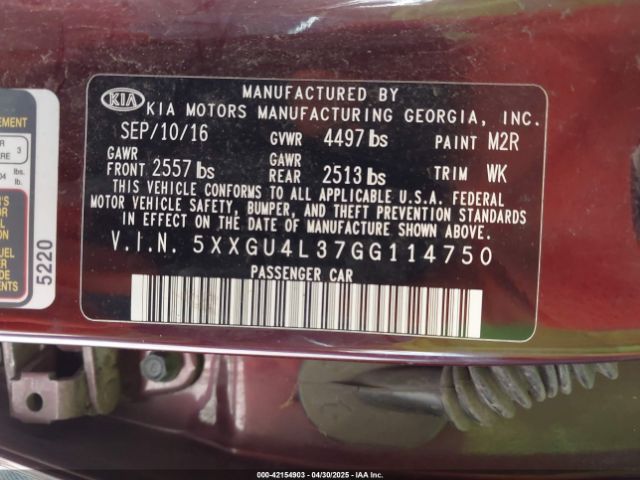 MANUFACTURED BY
KIA KIA MOTORS MANUFACTURING GEORGIA, INC.
SEP/10/16 GVWR 4497 lbs PAINT M2R
GAWR FRONT 2557 lbs GAWR REAR 2513 lbs TRIM WK
THIS VEHICLE CONFORMS TO ALL APPLICABLE U.S.A. FEDERAL
MOTOR VEHICLE SAFETY, BUMPER, AND THEFT PREVENTION STANDARDS
IN EFFECT ON THE DATE OF MANUFACTURE SHOWN ABOVE.
V.I.N. 5XXGU4L37GG114750
PASSENGER CAR
5220
3
000-42154903 - 04/30/2025 - IAA Inc.